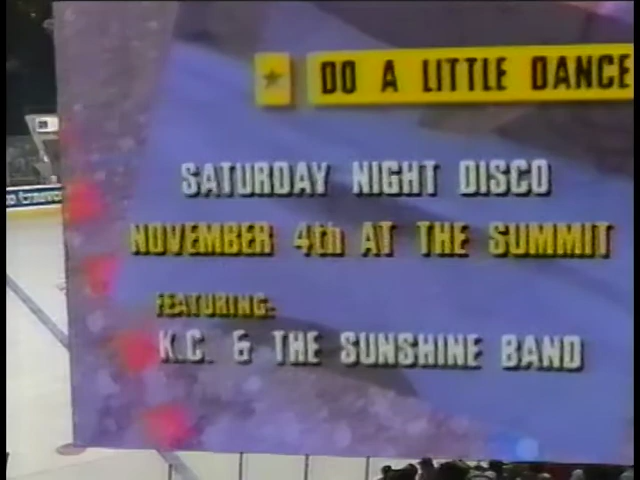 DO A LITTLE DANCE
SATURDAY NIGHT DISCO
NOVEMBER 4th AT THE SUMMIT
FEATURING:
K.C. & THE SUNSHINE BAND